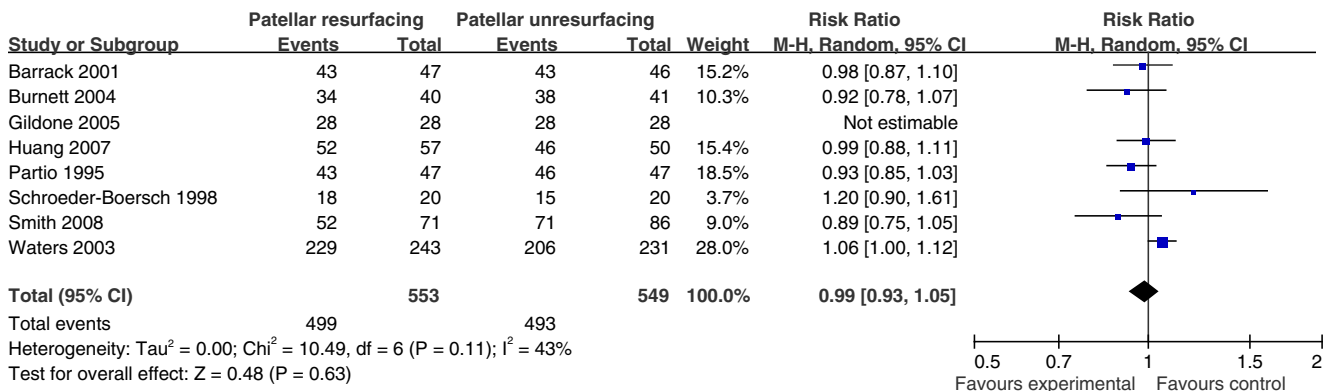 Patellar resurfacing Patellar unresurfacing Risk Ratio Risk Ratio
Study or Subgroup Events Total Events Total Weight M-H, Random, 95% CI M-H, Random, 95% CI
Barrack 2001 43 47 43 46 15.2% 0.98 [0.87, 1.10]
Burnett 2004 34 40 38 41 10.3% 0.92 [0.78, 1.07]
Gildone 2005 28 28 28 28 Not estimable
Huang 2007 52 57 46 50 15.4% 0.99 [0.88, 1.11]
Partio 1995 43 47 46 47 18.5% 0.93 [0.85, 1.03]
Schroeder-Boersch 1998 18 20 15 20 3.7% 1.20 [0.90, 1.61]
Smith 2008 52 71 71 86 9.0% 0.89 [0.75, 1.05]
Waters 2003 229 243 206 231 28.0% 1.06 [1.00, 1.12]
Total (95% CI) 553 549 100.0% 0.99 [0.93, 1.05]
Total events 499 493
Heterogeneity: Tau² = 0.00; Chi² = 10.49, df = 6 (P = 0.11); I² = 43%
Test for overall effect: Z = 0.48 (P = 0.63)
0.5 0.7 1 1.5 2
Favours experimental Favours control